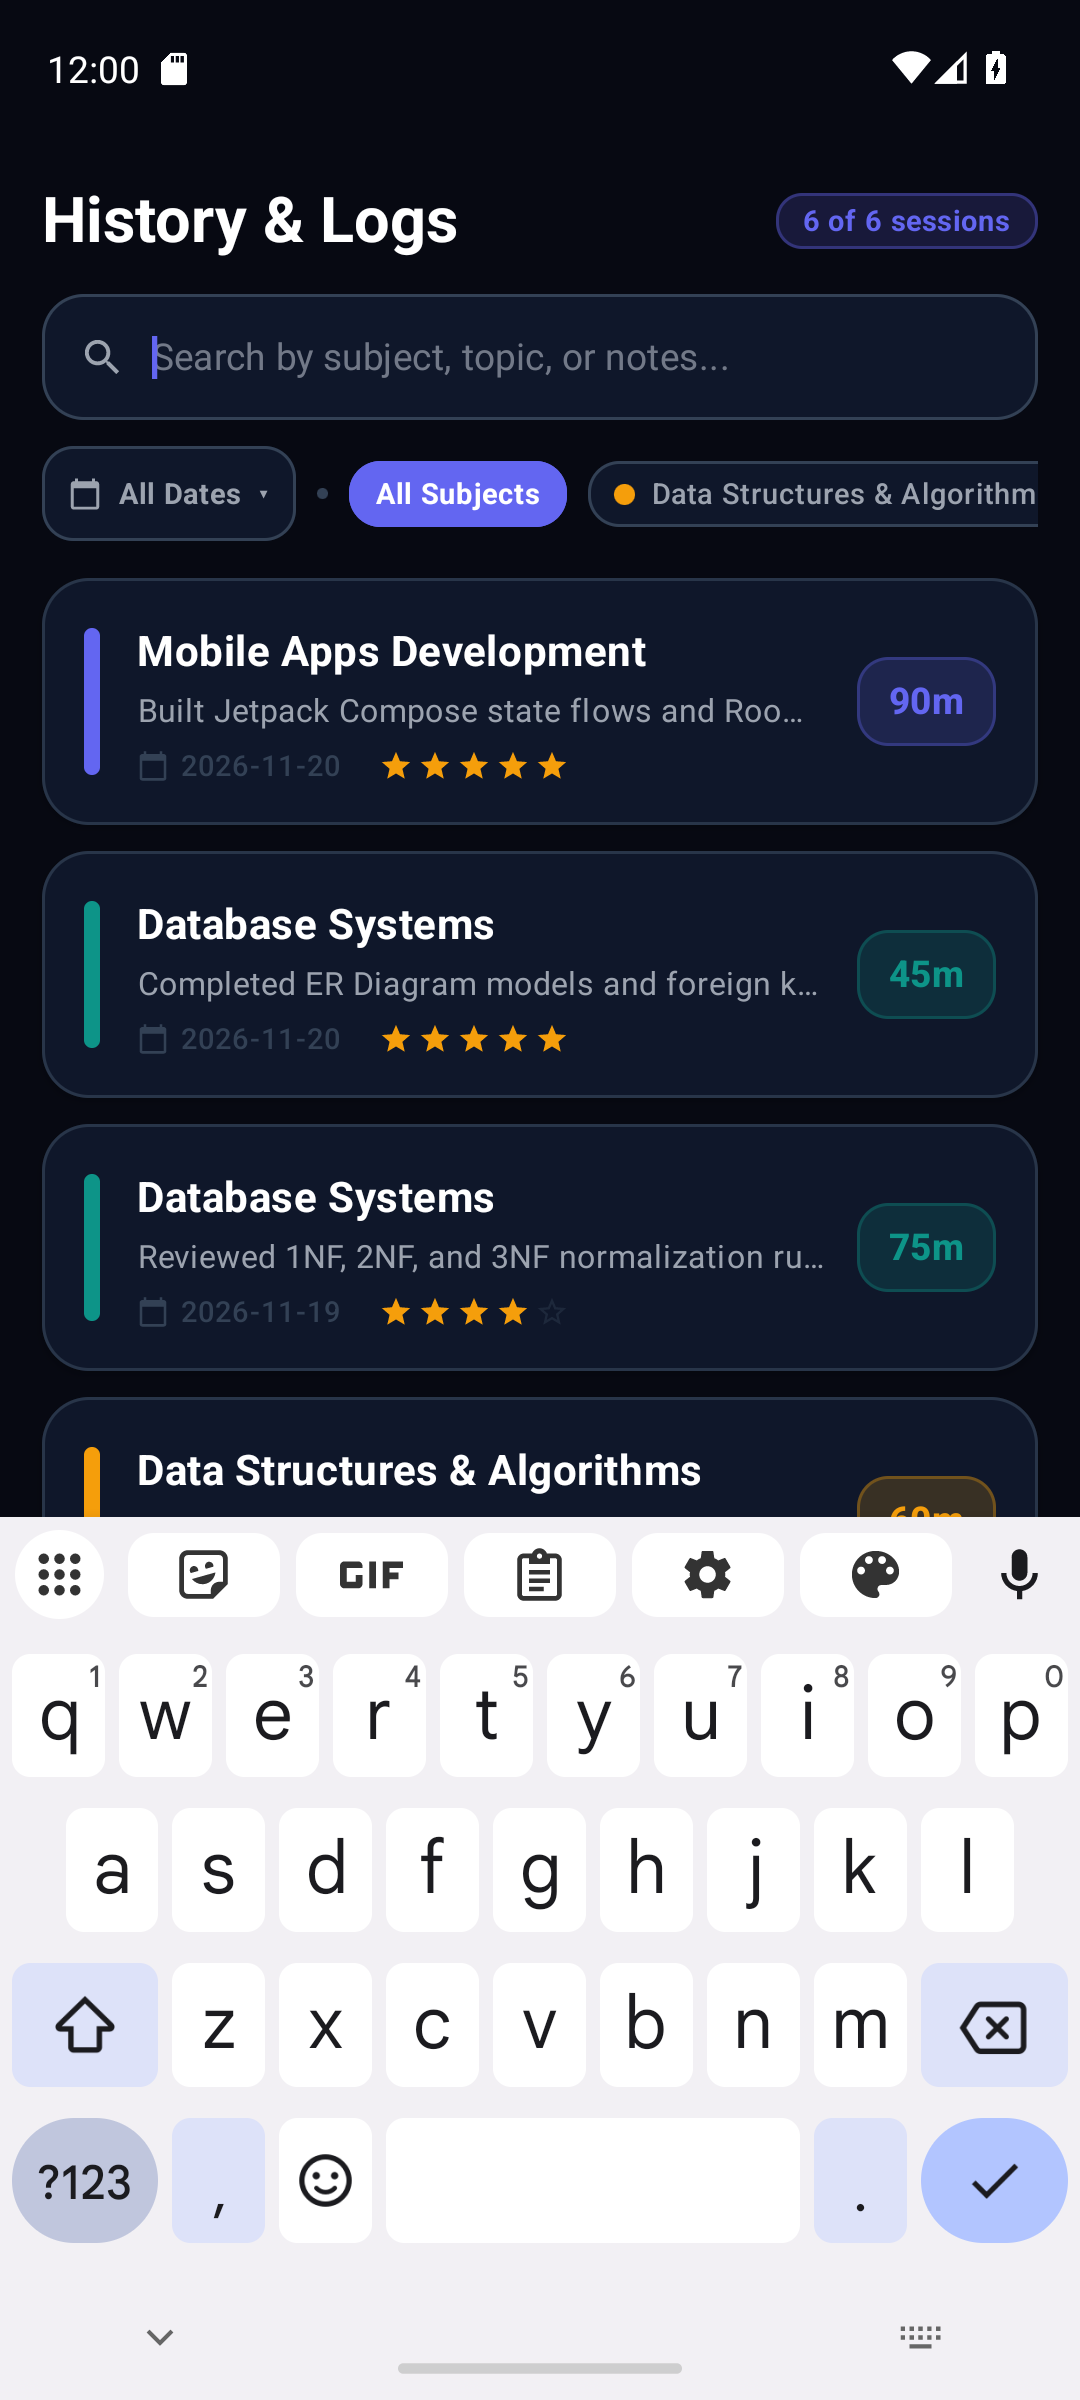 12:00
History & Logs
6 of 6 sessions
Search by subject, topic, or notes...
All Dates ▾
All Subjects
Data Structures & Algorithm
Mobile Apps Development
Built Jetpack Compose state flows and Roo...
2026-11-20
90m
Database Systems
Completed ER Diagram models and foreign k...
2026-11-20
45m
Database Systems
Reviewed 1NF, 2NF, and 3NF normalization ru...
2026-11-19
75m
Data Structures & Algorithms
60m
GIF
q 1 w 2 e 3 r 4 t 5 y 6 u 7 i 8 o 9 p 0
a s d f g h j k l
z x c v b n m
?123 , .